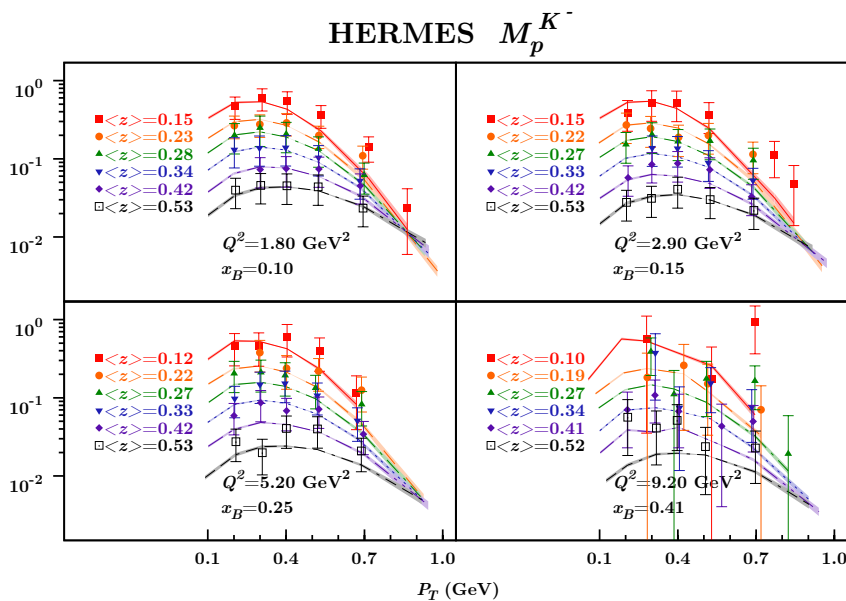 HERMES M_p^{K^-}
10^0
10^{-1}
10^{-2}
<z>=0.15
<z>=0.23
<z>=0.28
<z>=0.34
<z>=0.42
<z>=0.53
Q^2=1.80 GeV^2
x_B=0.10
<z>=0.15
<z>=0.22
<z>=0.27
<z>=0.33
<z>=0.42
<z>=0.53
Q^2=2.90 GeV^2
x_B=0.15
10^0
10^{-1}
10^{-2}
<z>=0.12
<z>=0.22
<z>=0.27
<z>=0.33
<z>=0.42
<z>=0.53
Q^2=5.20 GeV^2
x_B=0.25
<z>=0.10
<z>=0.19
<z>=0.27
<z>=0.34
<z>=0.41
<z>=0.52
Q^2=9.20 GeV^2
x_B=0.41
0.1 0.4 0.7 1.0 0.1 0.4 0.7 1.0
P_T (GeV)